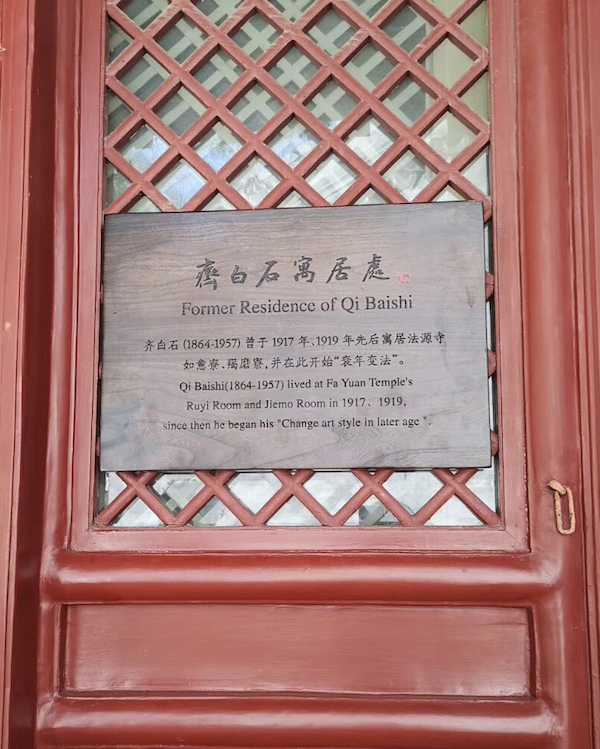 齊白石寓居處
Former Residence of Qi Baishi
齐白石 (1864-1957) 曾于 1917 年、1919 年先后寓居法源寺
如意寮、羯磨寮,并在此开始“衰年变法”。
Qi Baishi(1864-1957) lived at Fa Yuan Temple's
Ruyi Room and Jiemo Room in 1917、1919,
since then he began his "Change art style in later age ".